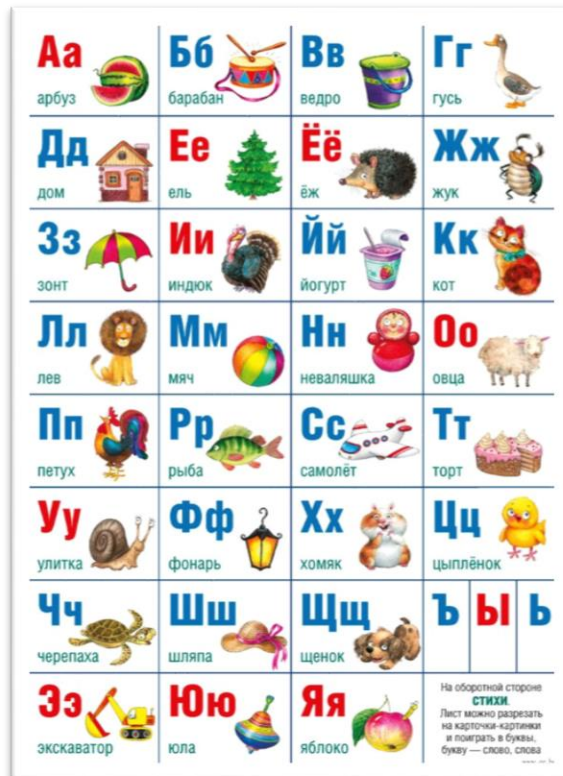 Аа Бб Вв Гг
арбуз барабан ведро гусь
Дд Ее Ёё Жж
дом ель ёж жук
Зз Ии Йй Кк
зонт индюк йогурт кот
Лл Мм Нн Оо
лев мяч неваляшка овца
Пп Рр Сс Тт
петух рыба самолёт торт
Уу Фф Хх Цц
улитка фонарь хомяк цыплёнок
Чч Шш Щщ Ъ Ы Ь
черепаха шляпа щенок
Ээ Юю Яя
экскаватор юла яблоко
На оборотной стороне
СТИХИ.
Лист можно разрезать
на карточки-картинки
и поиграть в буквы,
букву — слово, слова